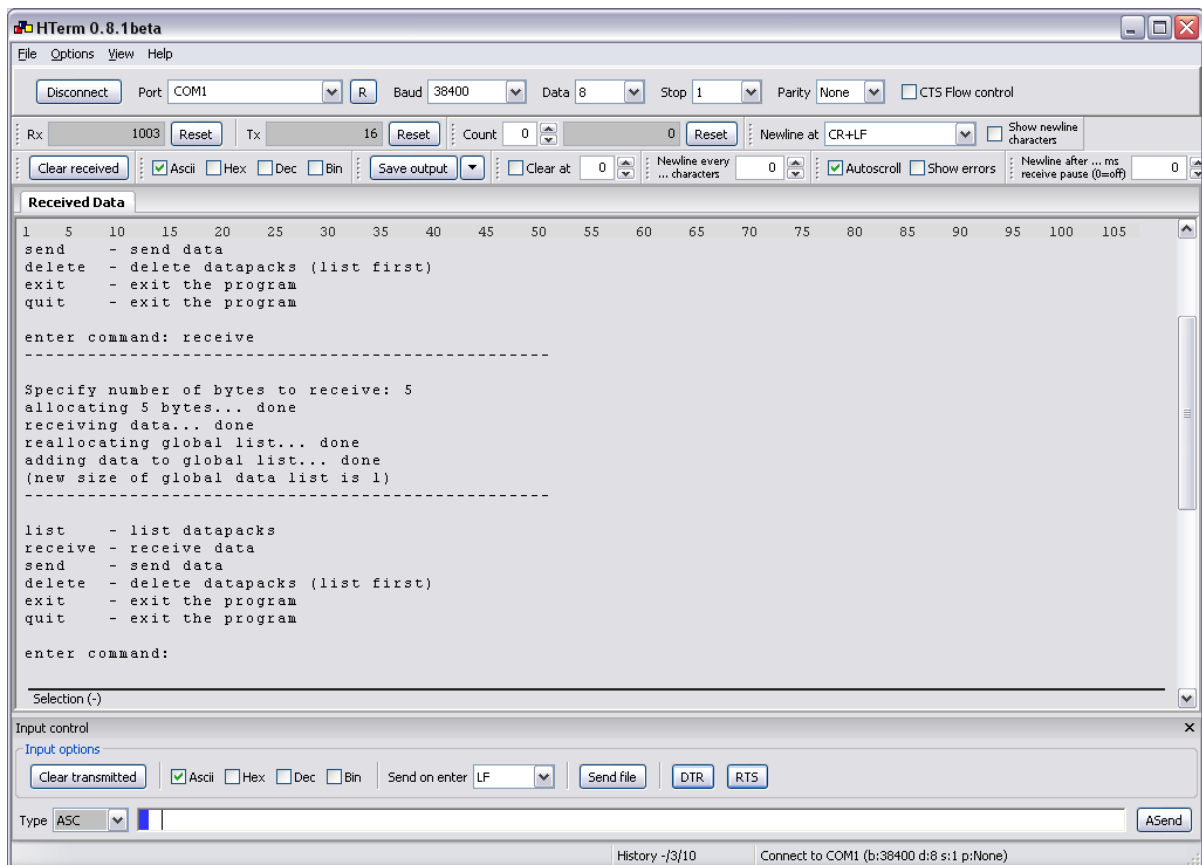 HTerm 0.8.1beta
File Options View Help
Disconnect Port COM1 R Baud 38400 Data 8 Stop 1 Parity None CTS Flow control
Rx 1003 Reset Tx 16 Reset Count 0 0 Reset Newline at CR+LF Show newline characters
Clear received Ascii Hex Dec Bin Save output Clear at 0 Newline every ... characters 0 Autoscroll Show errors Newline after ... ms receive pause (0=off) 0
Received Data
1 5 10 15 20 25 30 35 40 45 50 55 60 65 70 75 80 85 90 95 100 105
send - send data
delete - delete datapacks (list first)
exit - exit the program
quit - exit the program
enter command: receive
--------------------------------------------------
Specify number of bytes to receive: 5
allocating 5 bytes... done
receiving data... done
reallocating global list... done
adding data to global list... done
(new size of global data list is 1)
--------------------------------------------------
list - list datapacks
receive - receive data
send - send data
delete - delete datapacks (list first)
exit - exit the program
quit - exit the program
enter command:
Selection (-)
Input control
Input options
Clear transmitted Ascii Hex Dec Bin Send on enter LF Send file DTR RTS
Type ASC ASend
History -/3/10 Connect to COM1 (b:38400 d:8 s:1 p:None)